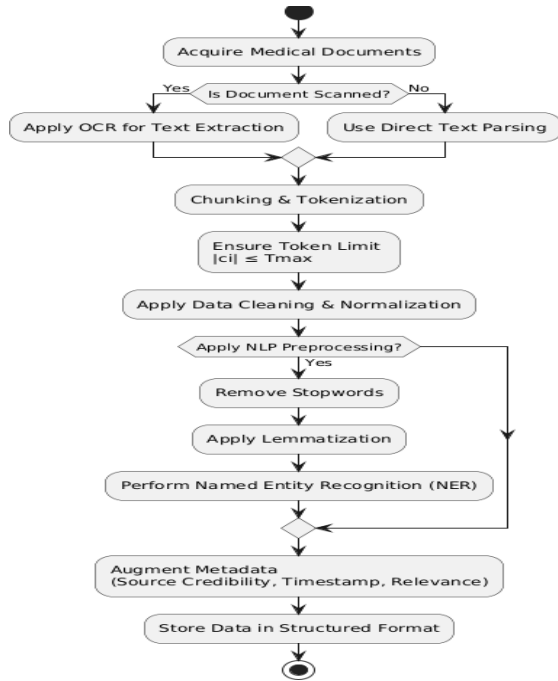 Acquire Medical Documents
Yes
Is Document Scanned?
No
Apply OCR for Text Extraction
Use Direct Text Parsing
Chunking & Tokenization
Ensure Token Limit
|ci| ≤ Tmax
Apply Data Cleaning & Normalization
Apply NLP Preprocessing?
Yes
Remove Stopwords
Apply Lemmatization
Perform Named Entity Recognition (NER)
Augment Metadata
(Source Credibility, Timestamp, Relevance)
Store Data in Structured Format